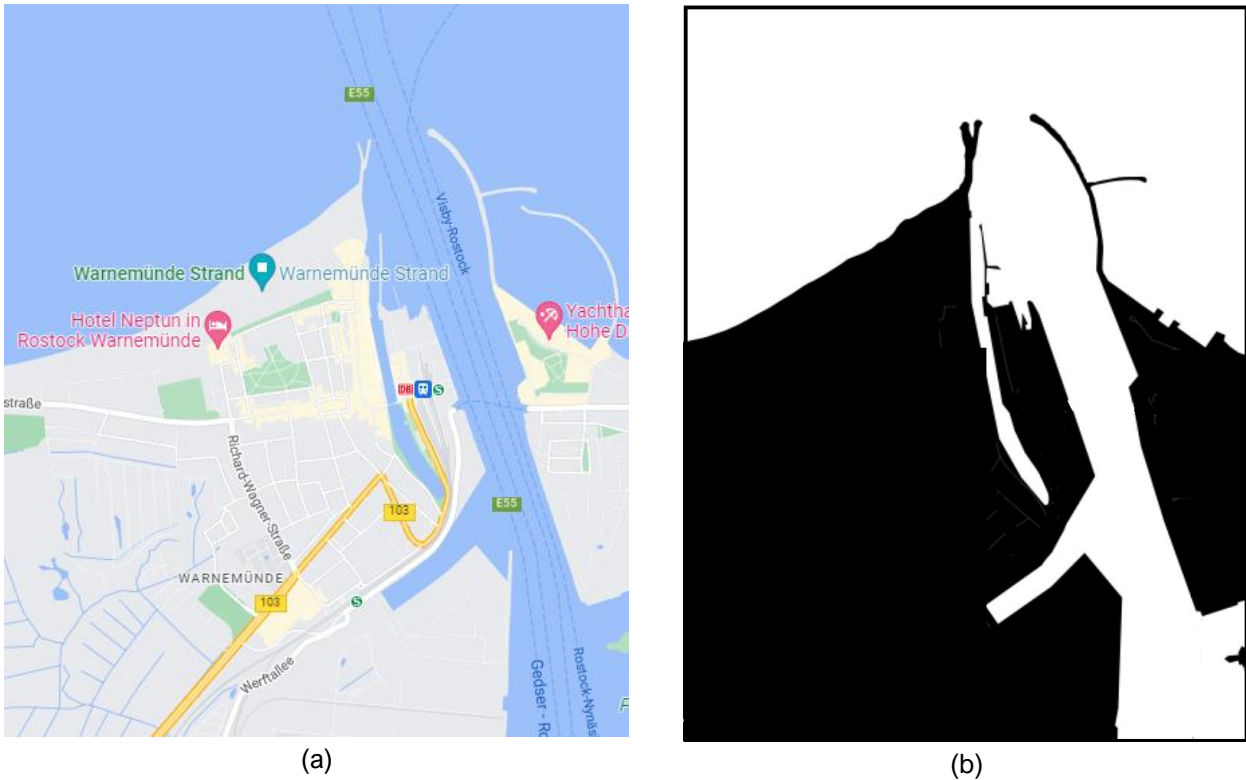 E55
Visby-Rostock
Warnemünde Strand
Warnemünde Strand
Hotel Neptun in
Rostock Warnemünde
Yachtha
Hohe D
DB
S
straße
Richard-Wagner-Straße
103
E55
WARNEMÜNDE
103
S
Werftallee
Gedser - Ro
Rostock-Nynäs
F
(a)
(b)